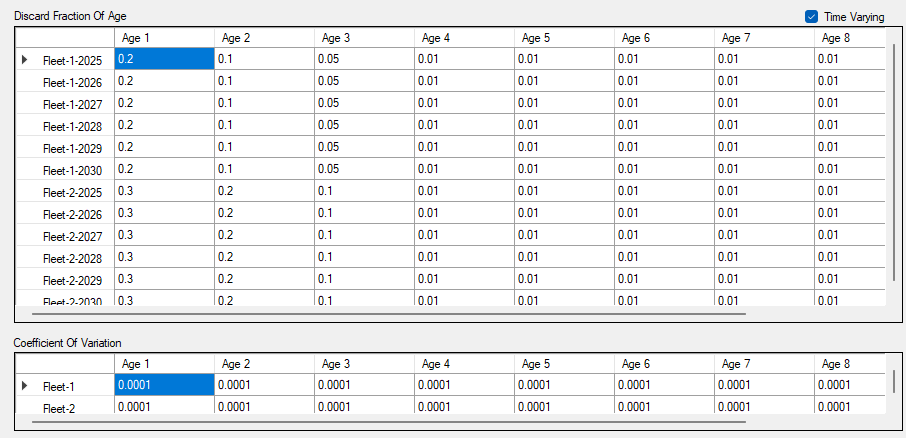 Discard Fraction Of Age Time Varying
Age 1 Age 2 Age 3 Age 4 Age 5 Age 6 Age 7 Age 8
Fleet-1-2025 0.2 0.1 0.05 0.01 0.01 0.01 0.01 0.01
Fleet-1-2026 0.2 0.1 0.05 0.01 0.01 0.01 0.01 0.01
Fleet-1-2027 0.2 0.1 0.05 0.01 0.01 0.01 0.01 0.01
Fleet-1-2028 0.2 0.1 0.05 0.01 0.01 0.01 0.01 0.01
Fleet-1-2029 0.2 0.1 0.05 0.01 0.01 0.01 0.01 0.01
Fleet-1-2030 0.2 0.1 0.05 0.01 0.01 0.01 0.01 0.01
Fleet-2-2025 0.3 0.2 0.1 0.01 0.01 0.01 0.01 0.01
Fleet-2-2026 0.3 0.2 0.1 0.01 0.01 0.01 0.01 0.01
Fleet-2-2027 0.3 0.2 0.1 0.01 0.01 0.01 0.01 0.01
Fleet-2-2028 0.3 0.2 0.1 0.01 0.01 0.01 0.01 0.01
Fleet-2-2029 0.3 0.2 0.1 0.01 0.01 0.01 0.01 0.01
Fleet-2-2030 0.3 0.2 0.1 0.01 0.01 0.01 0.01 0.01
Coefficient Of Variation
Age 1 Age 2 Age 3 Age 4 Age 5 Age 6 Age 7 Age 8
Fleet-1 0.0001 0.0001 0.0001 0.0001 0.0001 0.0001 0.0001 0.0001
Fleet-2 0.0001 0.0001 0.0001 0.0001 0.0001 0.0001 0.0001 0.0001